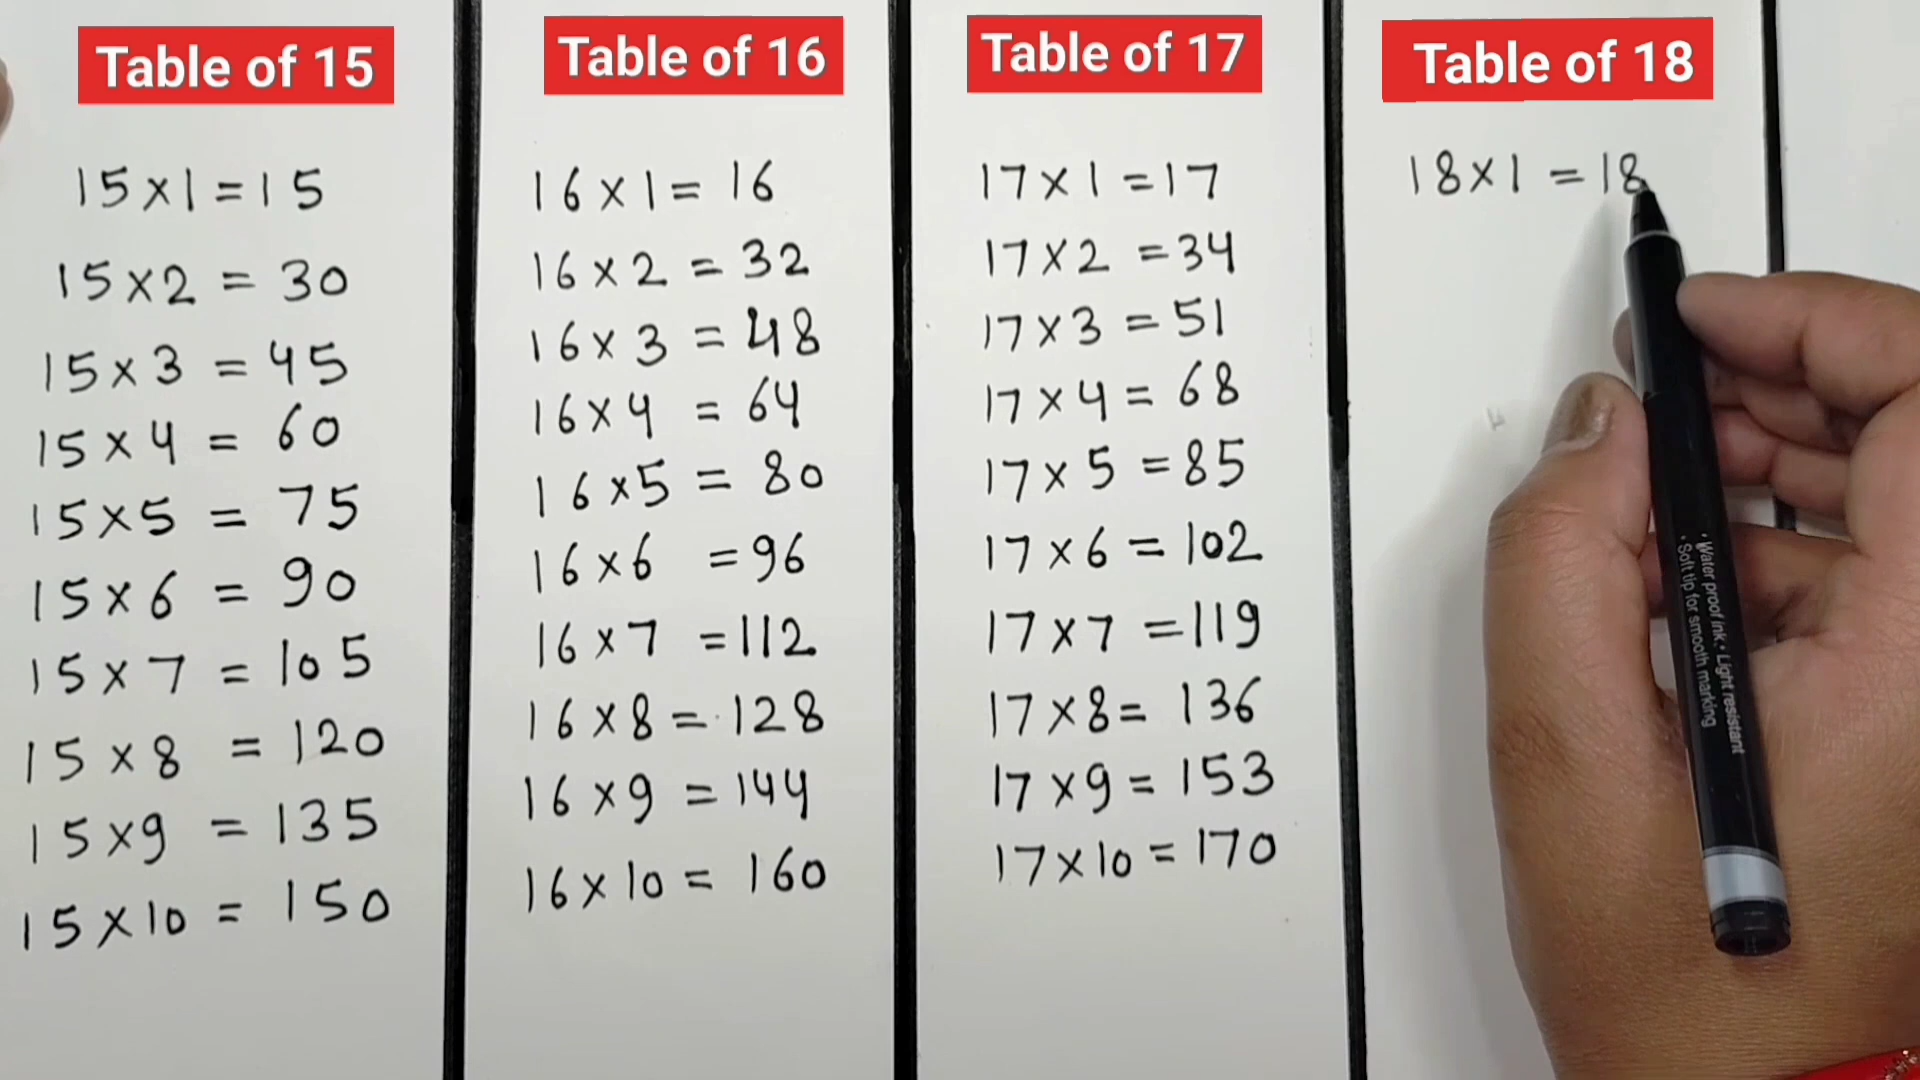 Table of 15
15×1=15
15×2 = 30
15×3 = 45
15×4 = 60
15×5 = 75
15×6 = 90
15×7 = 105
15×8 = 120
15×9 = 135
15×10 = 150
Table of 16
16×1= 16
16×2 = 32
16×3 = 48
16×4 = 64
16×5 = 80
16×6 = 96
16×7 = 112
16×8 = 128
16×9 = 144
16×10 = 160
Table of 17
17×1 = 17
17×2 = 34
17×3 = 51
17×4 = 68
17×5 = 85
17×6 = 102
17×7 = 119
17×8 = 136
17×9 = 153
17×10 = 170
Table of 18
18×1 = 18
• Water proof ink. • Light resistant
• Soft tip for smooth marking